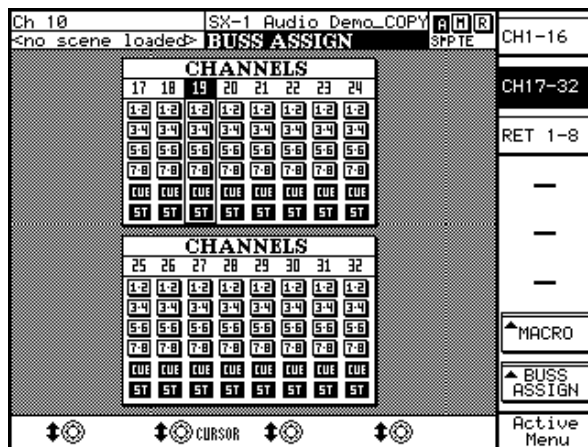 Ch 10 SX-1 Audio Demo_COPY A M R
<no scene loaded> BUSS ASSIGN SMPTE
CH1-16
CH17-32
RET 1-8
MACRO
BUSS
ASSIGN
Active
Menu
CHANNELS
17 18 19 20 21 22 23 24
1-2 1-2 1-2 1-2 1-2 1-2 1-2 1-2
3-4 3-4 3-4 3-4 3-4 3-4 3-4 3-4
5-6 5-6 5-6 5-6 5-6 5-6 5-6 5-6
7-8 7-8 7-8 7-8 7-8 7-8 7-8 7-8
CUE CUE CUE CUE CUE CUE CUE CUE
ST ST ST ST ST ST ST ST
CHANNELS
25 26 27 28 29 30 31 32
1-2 1-2 1-2 1-2 1-2 1-2 1-2 1-2
3-4 3-4 3-4 3-4 3-4 3-4 3-4 3-4
5-6 5-6 5-6 5-6 5-6 5-6 5-6 5-6
7-8 7-8 7-8 7-8 7-8 7-8 7-8 7-8
CUE CUE CUE CUE CUE CUE CUE CUE
ST ST ST ST ST ST ST ST
CURSOR